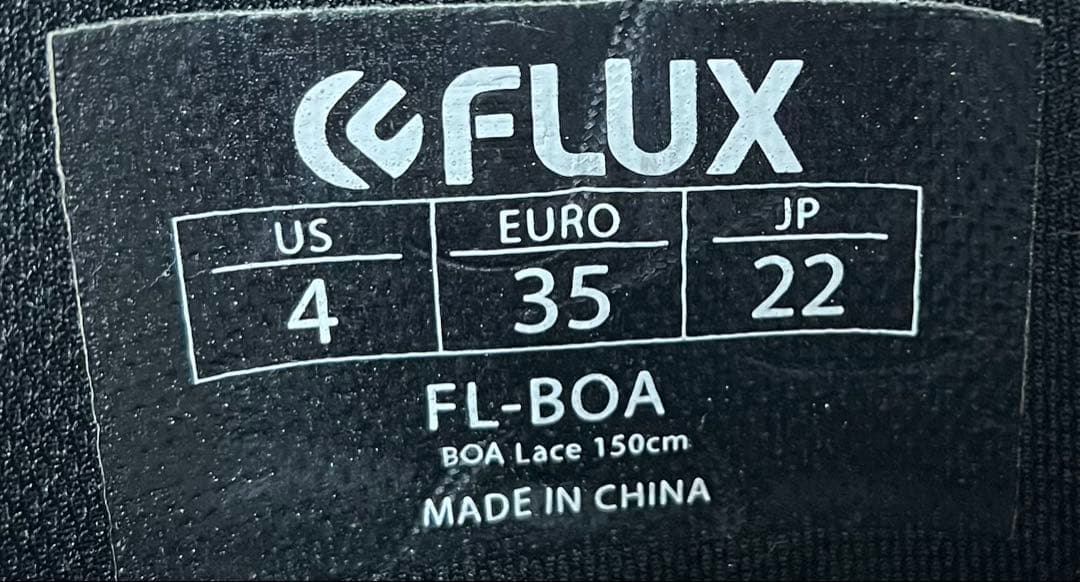 FLUX
US EURO JP
4 35 22
FL-BOA
BOA Lace 150cm
MADE IN CHINA